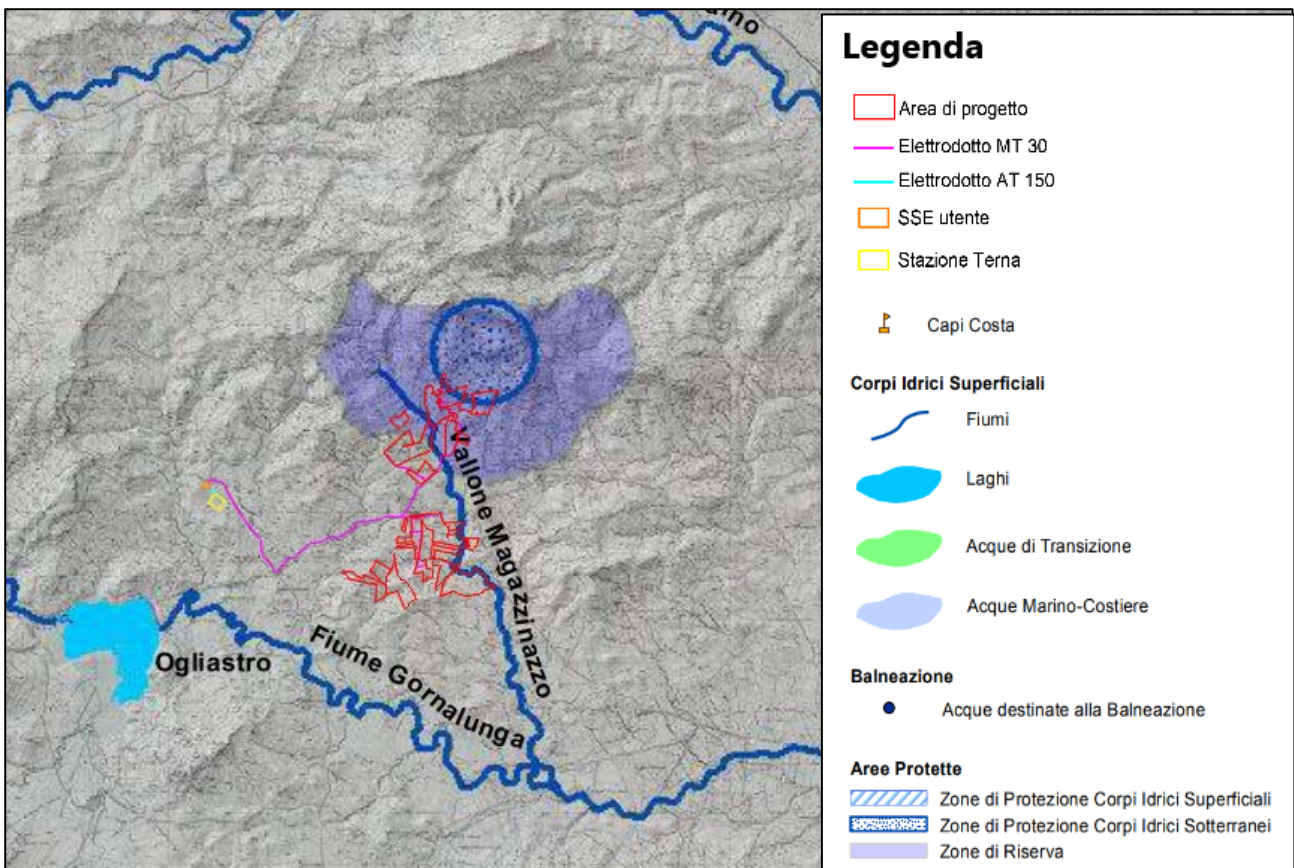 Vallone Magazzinazzo
Ogliastro
Fiume Gornalunga
Legenda
Area di progetto
Elettrodotto MT 30
Elettrodotto AT 150
SSE utente
Stazione Terna
Capi Costa
Corpi Idrici Superficiali
Fiumi
Laghi
Acque di Transizione
Acque Marino-Costiere
Balneazione
Acque destinate alla Balneazione
Aree Protette
Zone di Protezione Corpi Idrici Superficiali
Zone di Protezione Corpi Idrici Sotterranei
Zone di Riserva